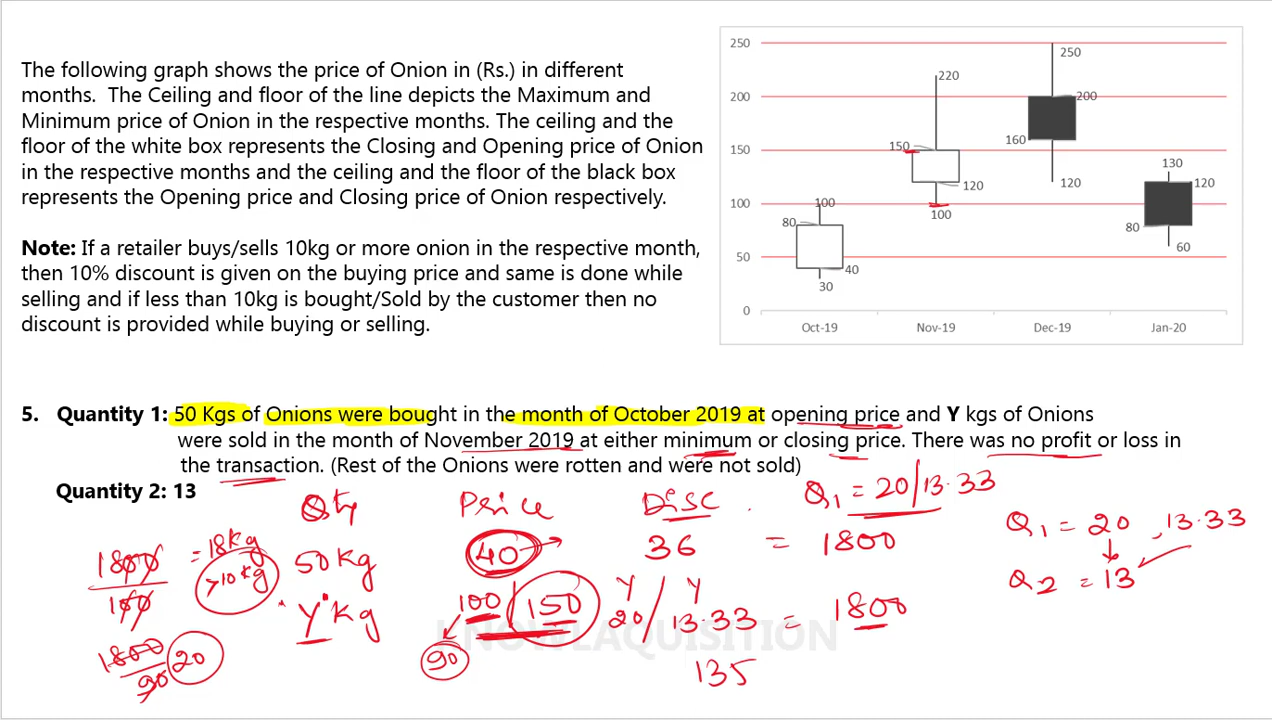 The following graph shows the price of Onion in (Rs.) in different
months. The Ceiling and floor of the line depicts the Maximum and
Minimum price of Onion in the respective months. The ceiling and the
floor of the white box represents the Closing and Opening price of Onion
in the respective months and the ceiling and the floor of the black box
represents the Opening price and Closing price of Onion respectively.
Note: If a retailer buys/sells 10kg or more onion in the respective month,
then 10% discount is given on the buying price and same is done while
selling and if less than 10kg is bought/Sold by the customer then no
discount is provided while buying or selling.
250
200
150
100
50
0
100
80
40
30
220
150
120
100
250
200
160
120
130
120
80
60
Oct-19 Nov-19 Dec-19 Jan-20
5. Quantity 1: 50 Kgs of Onions were bought in the month of October 2019 at opening price and Y kgs of Onions
were sold in the month of November 2019 at either minimum or closing price. There was no profit or loss in
the transaction. (Rest of the Onions were rotten and were not sold)
Quantity 2: 13
Qty Price Disc. Q1 = 20/13.33
50 kg 40 36 = 1800
Y kg 100/150 Y 20 / Y 13.33 = 1800
90 135
1800/100 = 18kg
>10kg
1800/90 20
Q1 = 20, 13.33
Q2 = 13
KNOWLAQUISITION